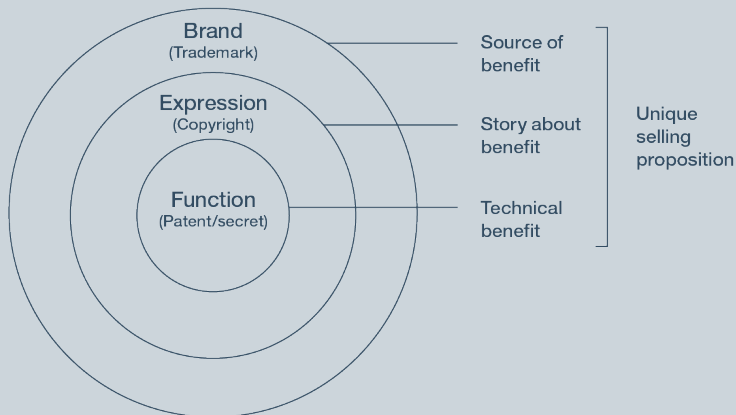 Brand
(Trademark)
Expression
(Copyright)
Function
(Patent/secret)
Source of
benefit
Story about
benefit
Technical
benefit
Unique
selling
proposition